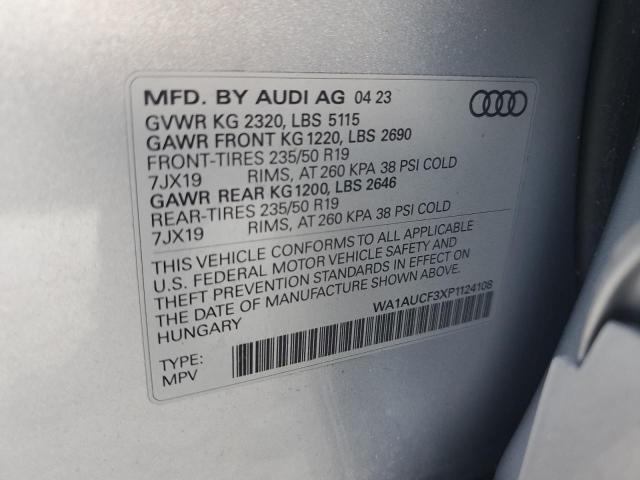 MFD. BY AUDI AG 04 23
GVWR KG 2320, LBS 5115
GAWR FRONT KG 1220, LBS 2690
FRONT-TIRES 235/50 R19
7JX19 RIMS, AT 260 KPA 38 PSI COLD
GAWR REAR KG 1200, LBS 2646
REAR-TIRES 235/50 R19
7JX19 RIMS, AT 260 KPA 38 PSI COLD
THIS VEHICLE CONFORMS TO ALL APPLICABLE
U.S. FEDERAL MOTOR VEHICLE SAFETY AND
THEFT PREVENTION STANDARDS IN EFFECT ON
THE DATE OF MANUFACTURE SHOWN ABOVE.
HUNGARY
WA1AUCF3XP1124108
TYPE:
MPV